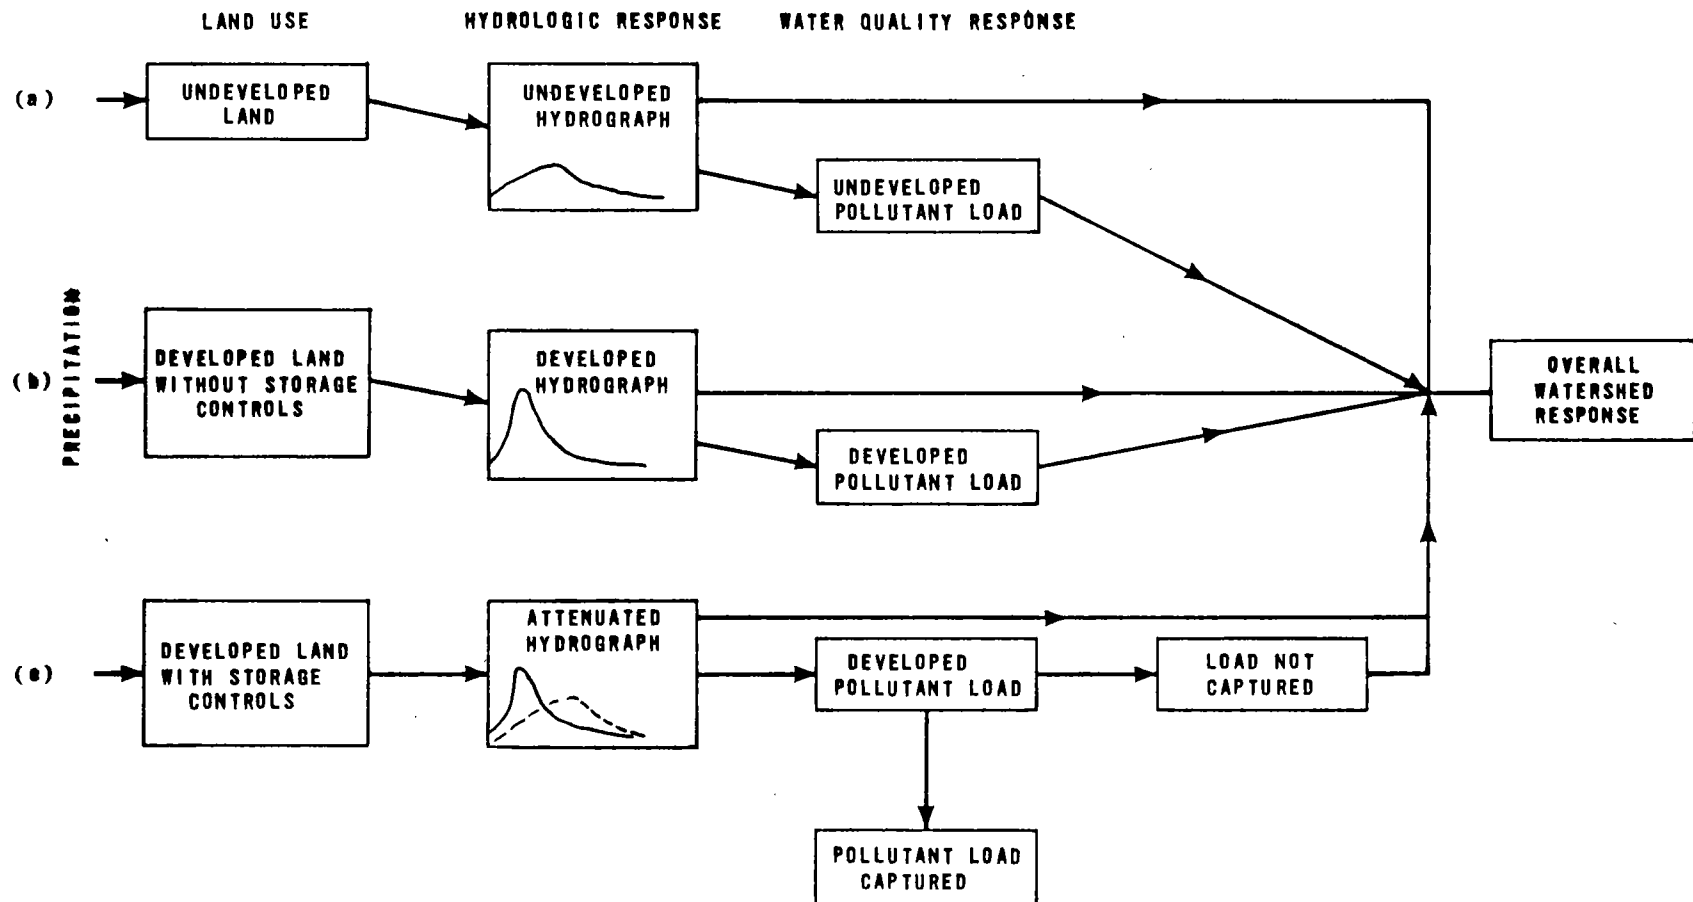 LAND USE
HYDROLOGIC RESPONSE
WATER QUALITY RESPONSE
(a)
UNDEVELOPED
LAND
UNDEVELOPED
HYDROGRAPH
UNDEVELOPED
POLLUTANT LOAD
PRECIPITATION
(b)
DEVELOPED LAND
WITHOUT STORAGE
CONTROLS
DEVELOPED
HYDROGRAPH
DEVELOPED
POLLUTANT LOAD
OVERALL
WATERSHED
RESPONSE
(c)
DEVELOPED LAND
WITH STORAGE
CONTROLS
ATTENUATED
HYDROGRAPH
DEVELOPED
POLLUTANT LOAD
LOAD NOT
CAPTURED
POLLUTANT LOAD
CAPTURED